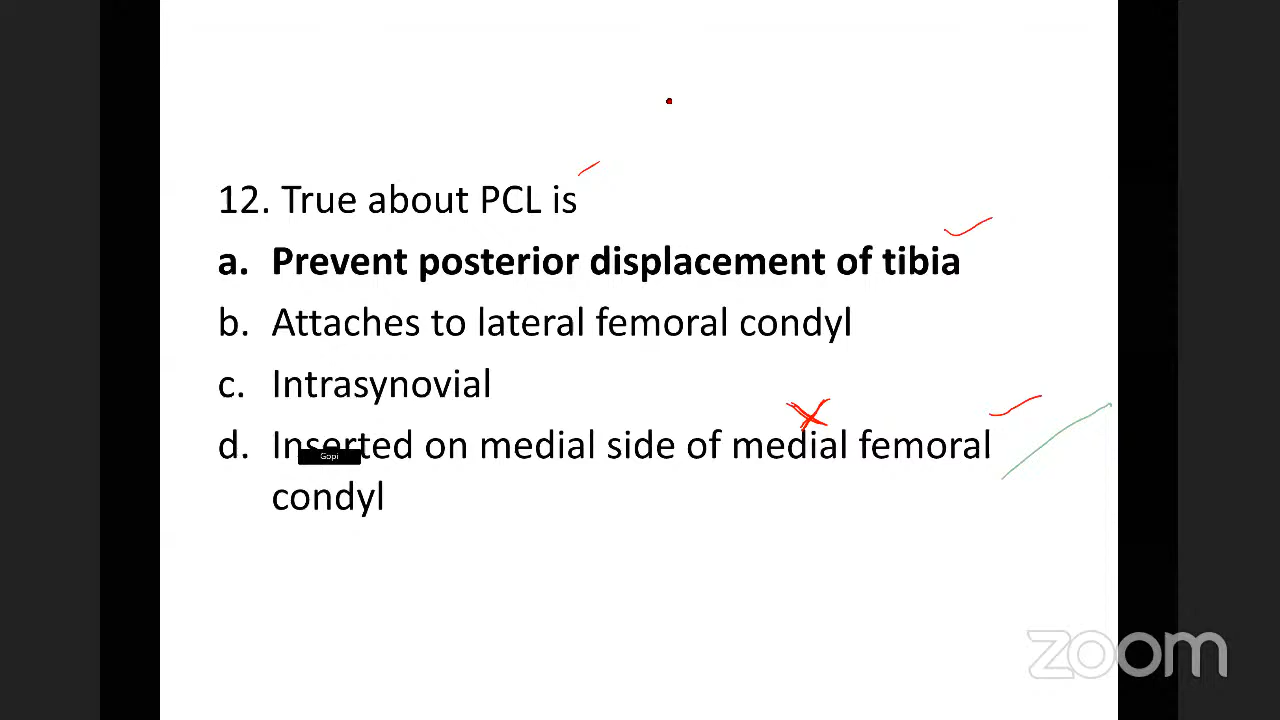 12. True about PCL is
a. Prevent posterior displacement of tibia
b. Attaches to lateral femoral condyl
c. Intrasynovial
d. Inserted on medial side of medial femoral
Gopi
condyl
zoom